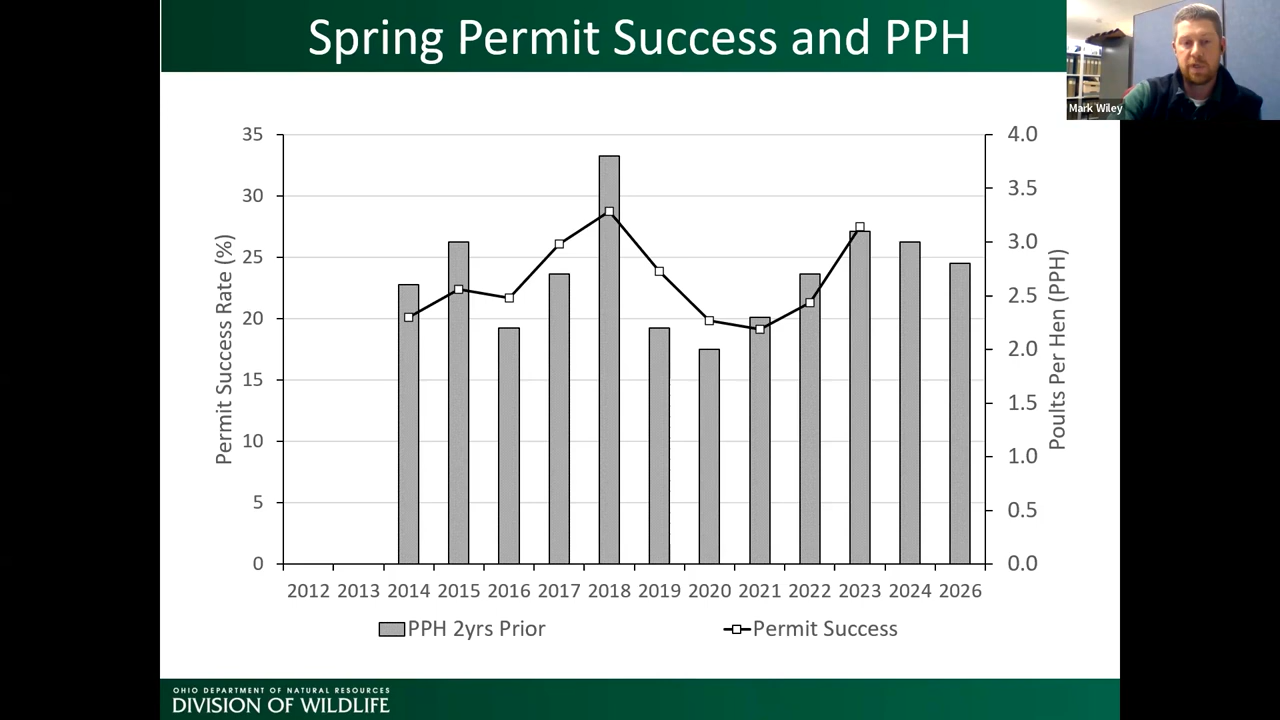 Spring Permit Success and PPH
Mark Wiley
35
30
25
20
15
10
5
0
Permit Success Rate (%)
4.0
3.5
3.0
2.5
2.0
1.5
1.0
0.5
0.0
Poults Per Hen (PPH)
2012 2013 2014 2015 2016 2017 2018 2019 2020 2021 2022 2023 2024 2026
PPH 2yrs Prior
Permit Success
OHIO DEPARTMENT OF NATURAL RESOURCES
DIVISION OF WILDLIFE